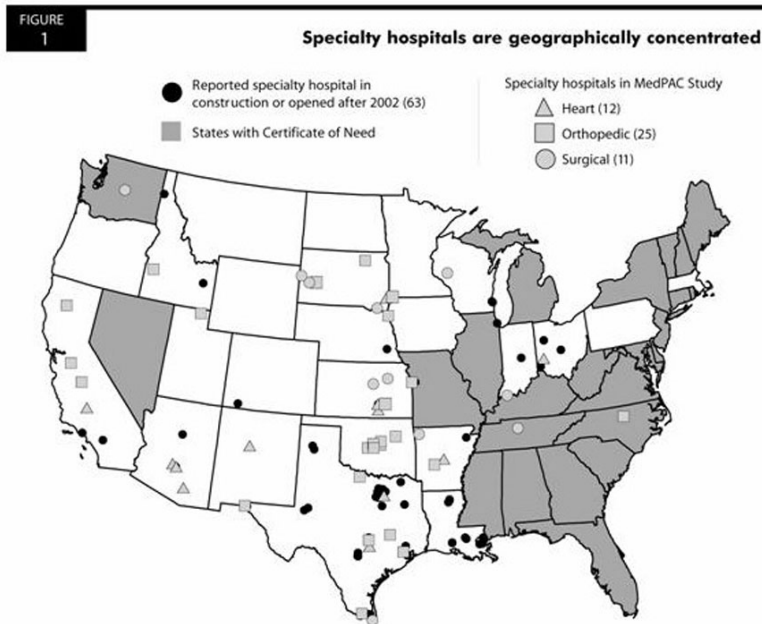 FIGURE
1
Specialty hospitals are geographically concentrated
Reported specialty hospital in
construction or opened after 2002 (63)
States with Certificate of Need
Specialty hospitals in MedPAC Study
Heart (12)
Orthopedic (25)
Surgical (11)